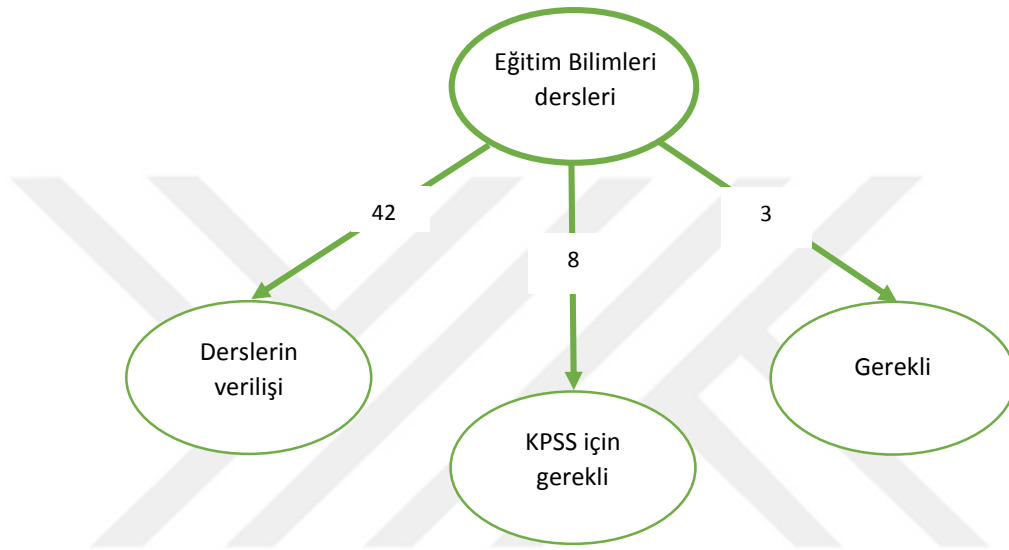 Eğitim Bilimleri
dersleri
42
8
3
Derslerin
verilişi
KPSS için
gerekli
Gerekli